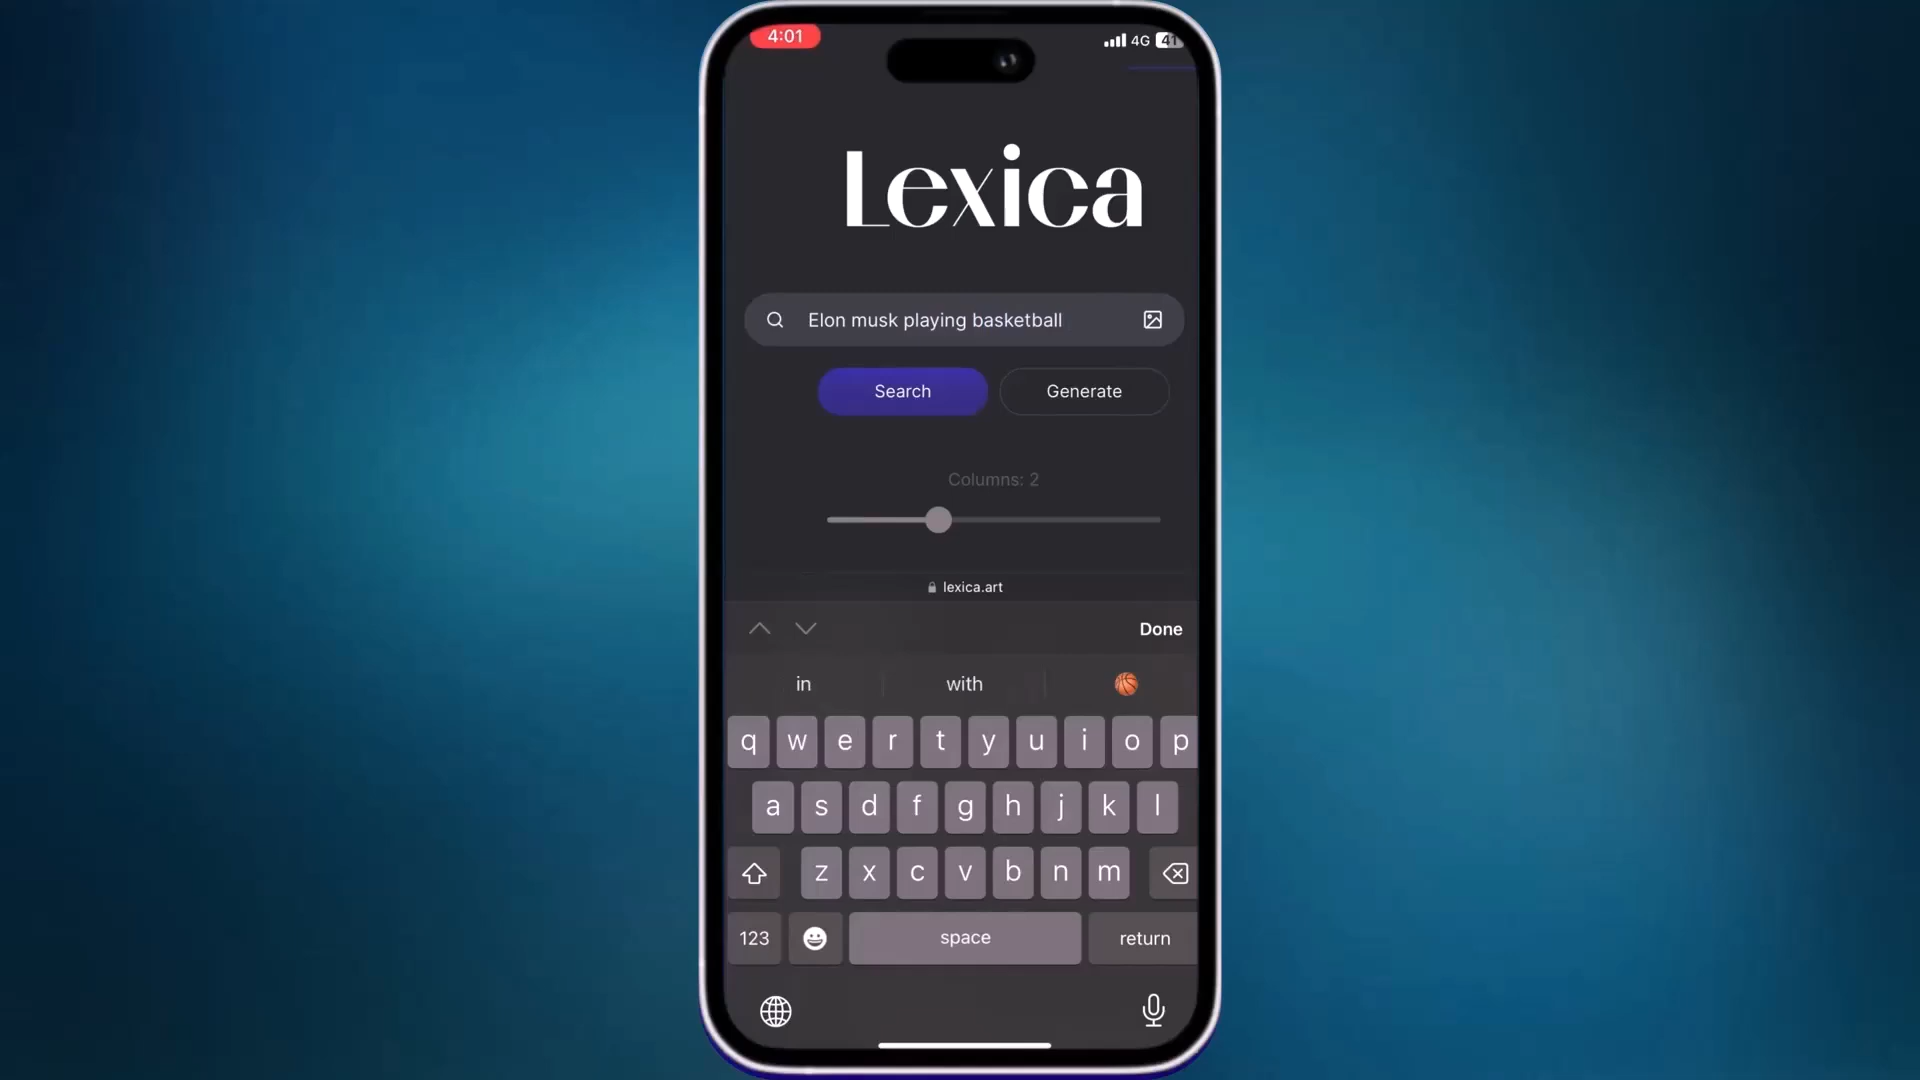 4:01
4G 41
Lexica
Elon musk playing basketball
Search Generate
Columns: 2
lexica.art
Done
in with
q w e r t y u i o p
a s d f g h j k l
z x c v b n m
123 space return